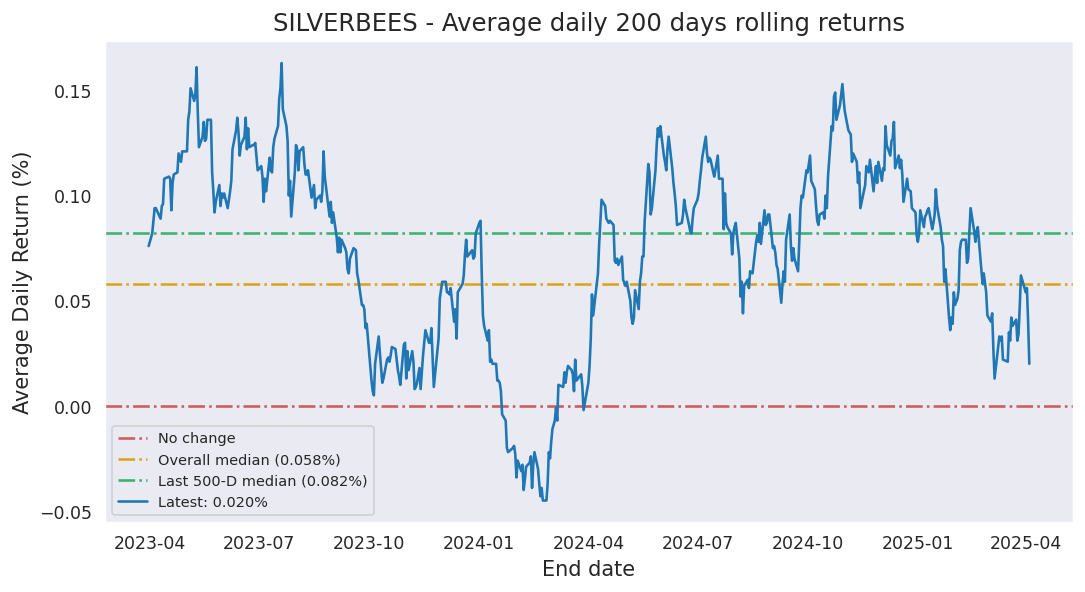 SILVERBEES - Average daily 200 days rolling returns
Average Daily Return (%)
0.15
0.10
0.05
0.00
−0.05
No change
Overall median (0.058%)
Last 500-D median (0.082%)
Latest: 0.020%
2023-04 2023-07 2023-10 2024-01 2024-04 2024-07 2024-10 2025-01 2025-04
End date